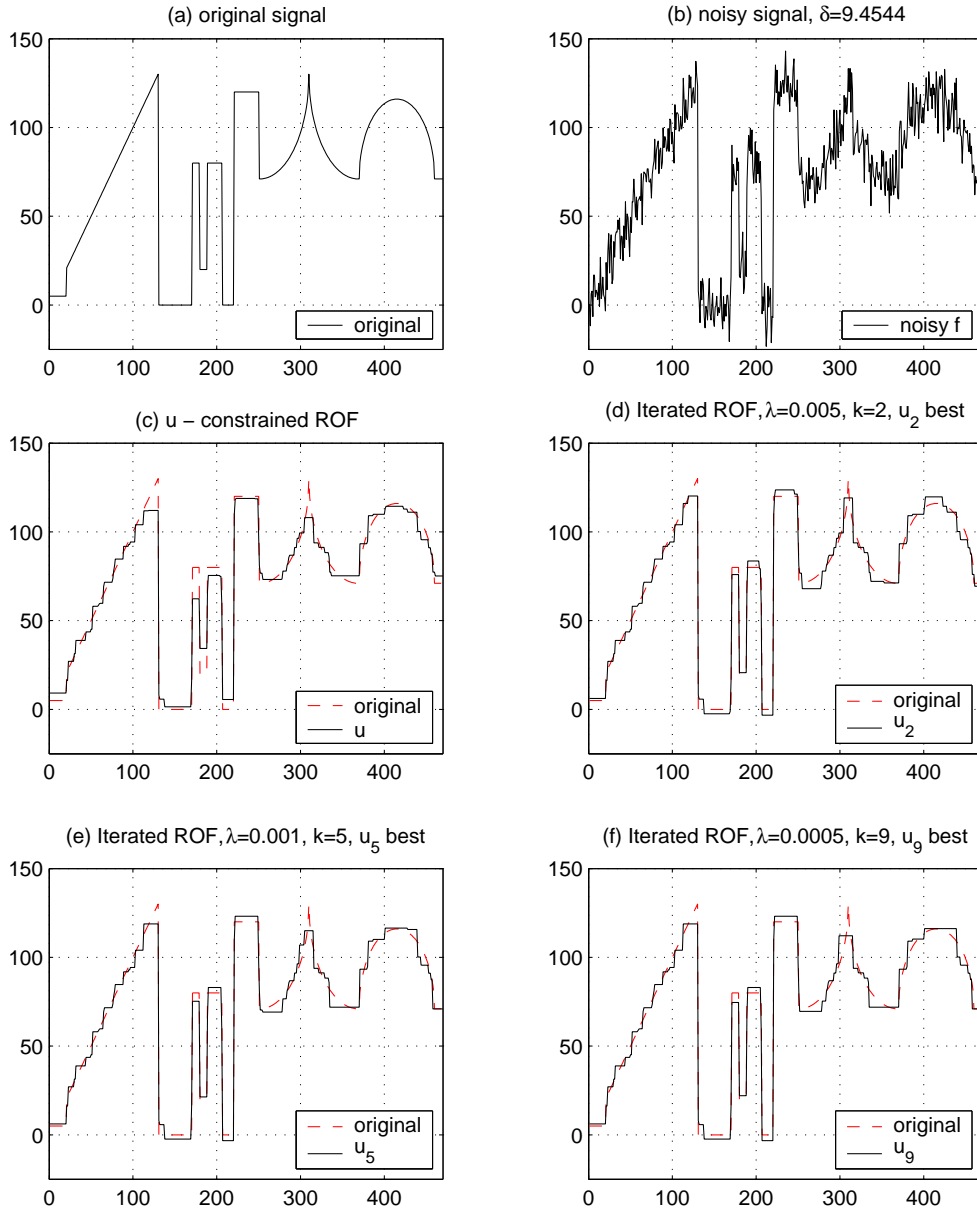 (a) original signal
150
100
50
0
0 100 200 300 400
original
(b) noisy signal, δ=9.4544
150
100
50
0
0 100 200 300 400
noisy f
(c) u − constrained ROF
150
100
50
0
0 100 200 300 400
original
u
(d) Iterated ROF, λ=0.005, k=2, u₂ best
150
100
50
0
0 100 200 300 400
original
u₂
(e) Iterated ROF, λ=0.001, k=5, u₅ best
150
100
50
0
0 100 200 300 400
original
u₅
(f) Iterated ROF, λ=0.0005, k=9, u₉ best
150
100
50
0
0 100 200 300 400
original
u₉